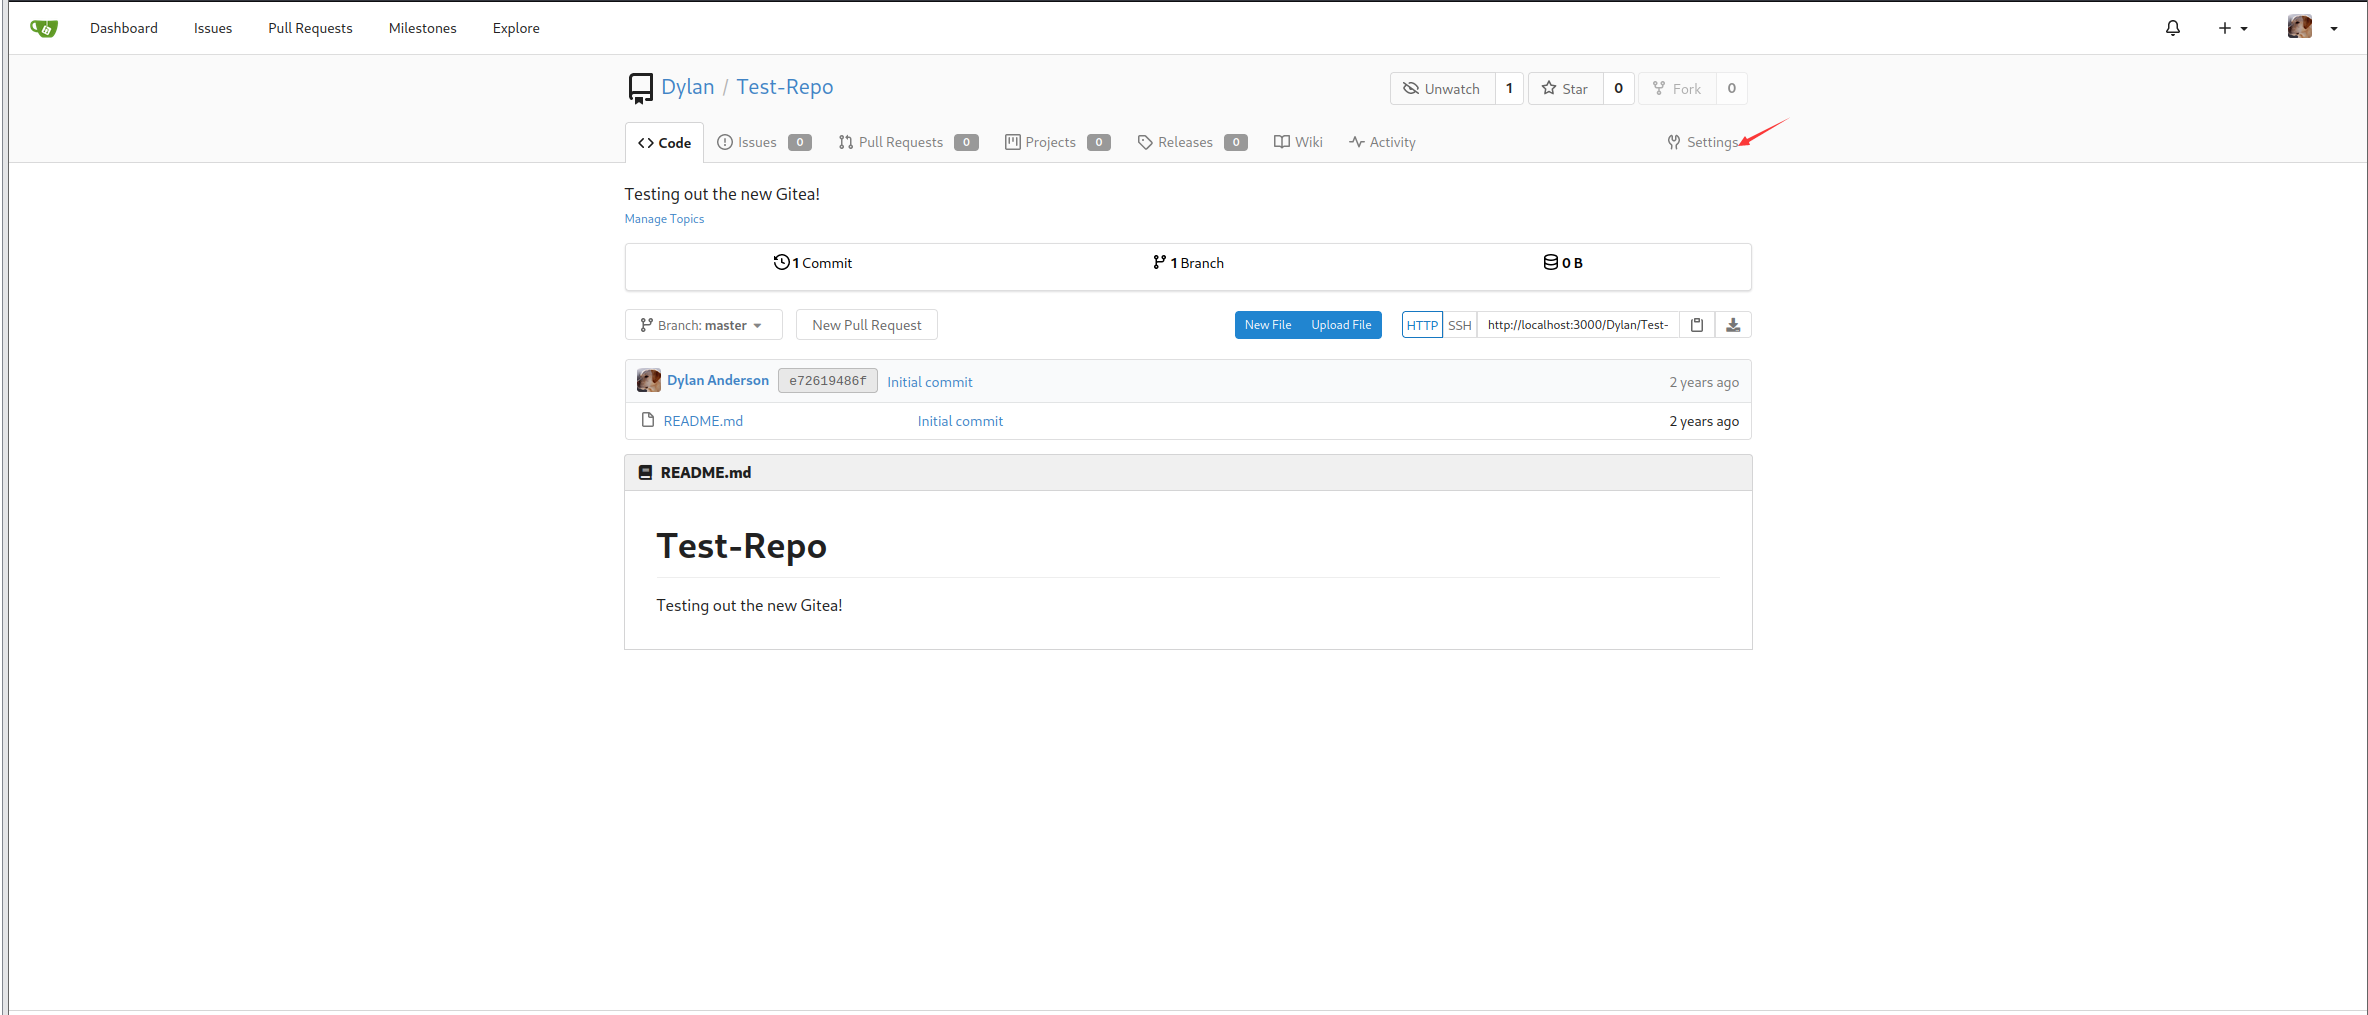 Dashboard Issues Pull Requests Milestones Explore
Dylan / Test-Repo
Unwatch 1 Star 0 Fork 0
Code Issues 0 Pull Requests 0 Projects 0 Releases 0 Wiki Activity Settings
Testing out the new Gitea!
Manage Topics
1 Commit 1 Branch 0 B
Branch: master New Pull Request New File Upload File HTTP SSH http://localhost:3000/Dylan/Test-
Dylan Anderson e72619486f Initial commit 2 years ago
README.md Initial commit 2 years ago
README.md
Test-Repo
Testing out the new Gitea!